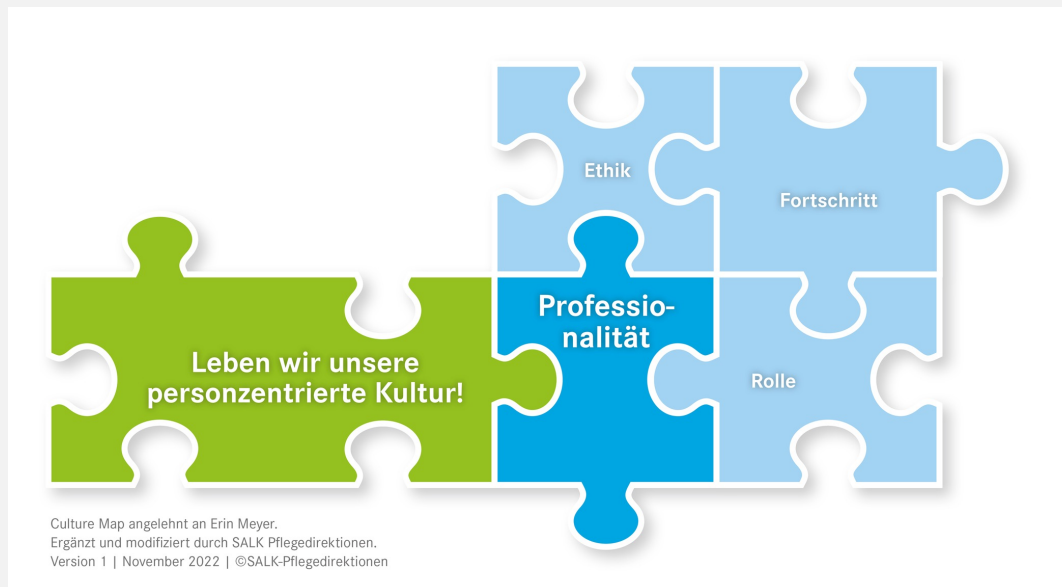 Ethik
Fortschritt
Professio-
nalität
Leben wir unsere
personzentrierte Kultur!
Rolle
Culture Map angelehnt an Erin Meyer.
Ergänzt und modifiziert durch SALK Pflegedirektionen.
Version 1 | November 2022 | ©SALK-Pflegedirektionen